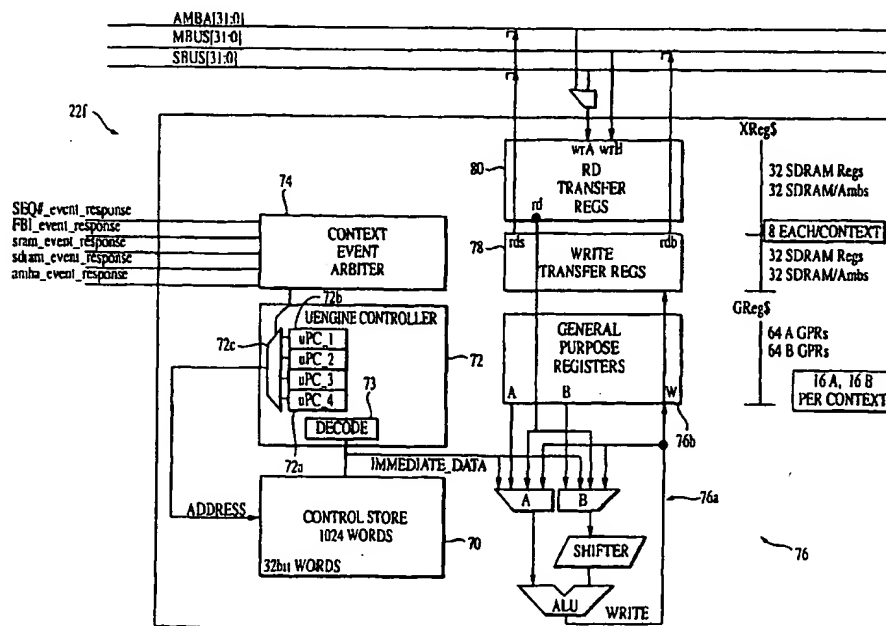 AMBA[31:0]
MBUS[31:0]
SBUS[31:0]
22f
80
wrA wrB
RD
TRANSFER
REGS
rd
XReg$
32 SDRAM Regs
32 SDRAM/Ambs
8 EACH/CONTEXT
32 SDRAM Regs
32 SDRAM/Ambs
SEQ#_event_response
FBI_event_response
sram_event_response
sdram_event_response
amba_event_response
74
CONTEXT
EVENT
ARBITER
78
rds
rdb
WRITE
TRANSFER REGS
GReg$
64 A GPRs
64 B GPRs
16 A, 16 B
PER CONTEXT
72b
UENGINE CONTROLLER
72c
uPC_1
uPC_2
uPC_3
uPC_4
72
73
DECODE
72a
GENERAL
PURPOSE
REGISTERS
A
B
W
76b
IMMEDIATE_DATA
A
B
76a
ADDRESS
CONTROL STORE
1024 WORDS
32bit WORDS
70
SHIFTER
76
ALU
WRITE